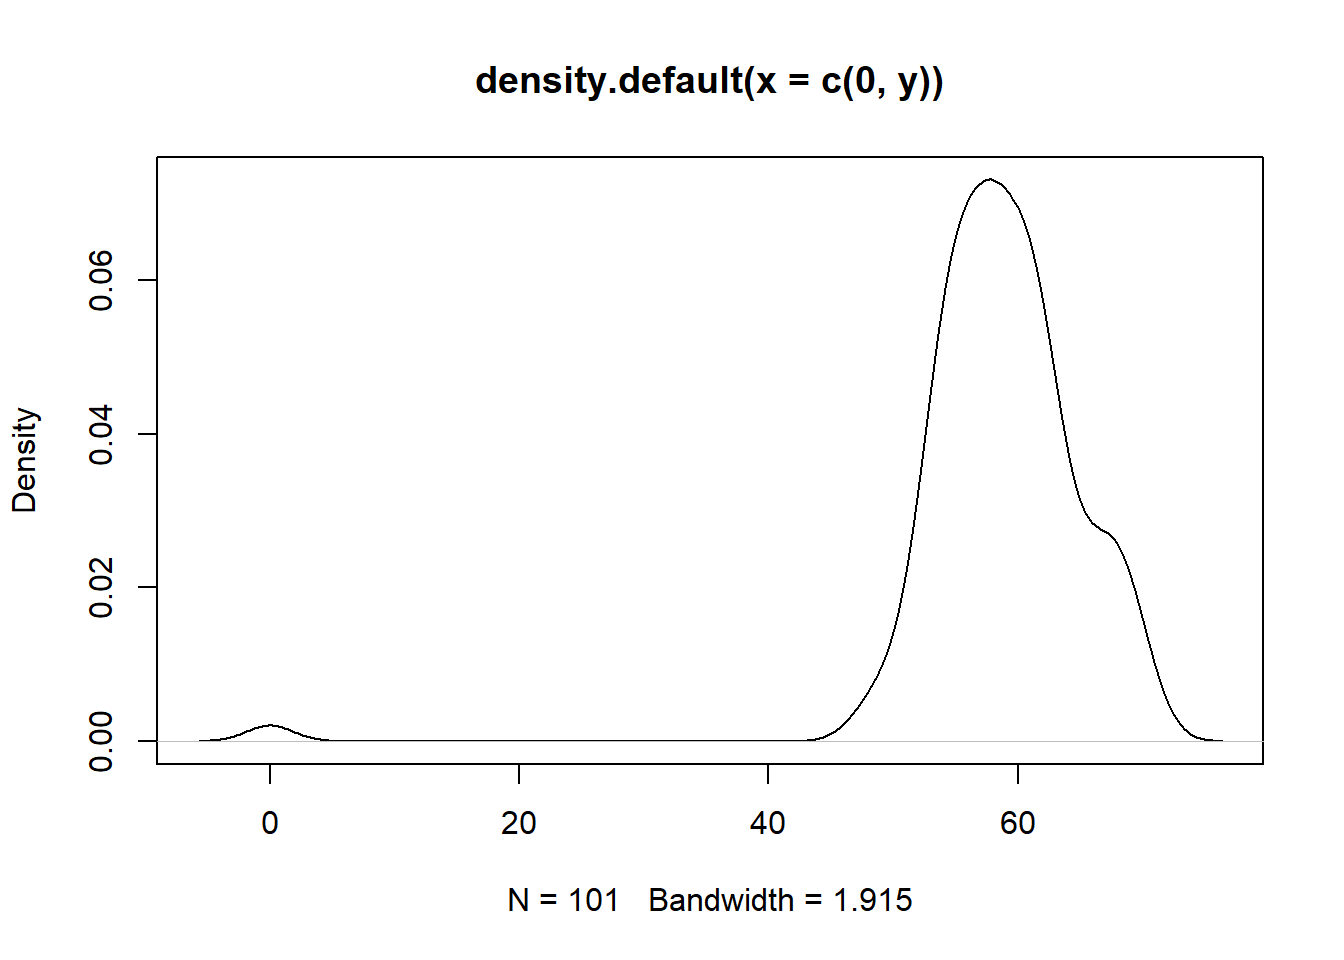 density.default(x = c(0, y))
Density
0.00
0.02
0.04
0.06
0
20
40
60
N = 101   Bandwidth = 1.915